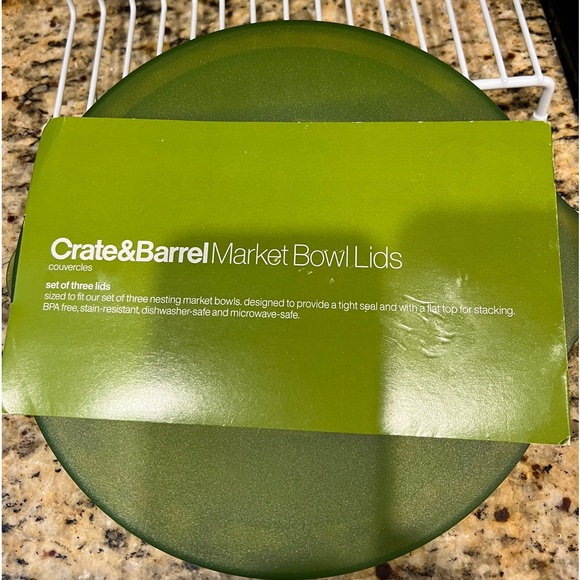 Crate&Barrel Market Bowl Lids
couvercles
set of three lids
sized to fit our set of three nesting market bowls. designed to provide a tight seal and with a flat top for stacking.
BPA free, stain-resistant, dishwasher-safe and microwave-safe.